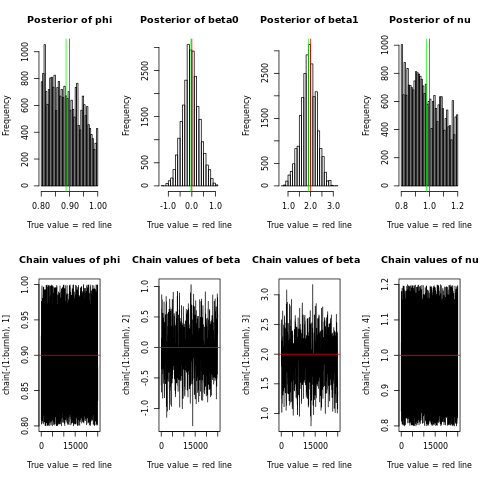 Posterior of phi
Posterior of beta0
Posterior of beta1
Posterior of nu
Frequency
0 200 400 600 800 1000
0.80 0.90 1.00
True value = red line
Frequency
0 500 1500 2500
-1.0 0.0 1.0
True value = red line
Frequency
0 500 1500 2500
1.0 2.0 3.0
True value = red line
Frequency
0 200 400 600 800 1000
0.8 1.0 1.2
True value = red line
Chain values of phi
Chain values of beta
Chain values of beta
Chain values of nu
chain[-(1:burnIn), 1]
0.80 0.85 0.90 0.95 1.00
0 15000
True value = red line
chain[-(1:burnIn), 2]
-1.0 -0.5 0.0 0.5 1.0
0 15000
True value = red line
chain[-(1:burnIn), 3]
1.0 1.5 2.0 2.5 3.0
0 15000
True value = red line
chain[-(1:burnIn), 4]
0.8 0.9 1.0 1.1 1.2
0 15000
True value = red line